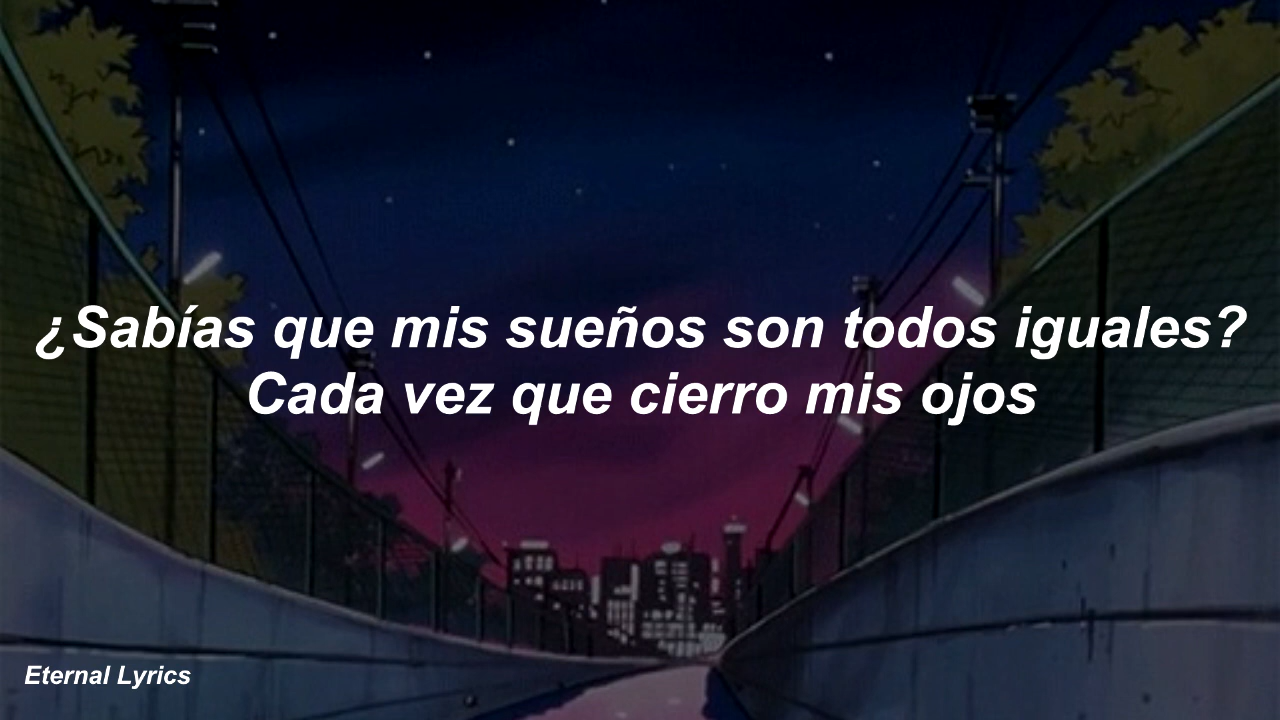 ¿Sabías que mis sueños son todos iguales?
Cada vez que cierro mis ojos
Eternal Lyrics